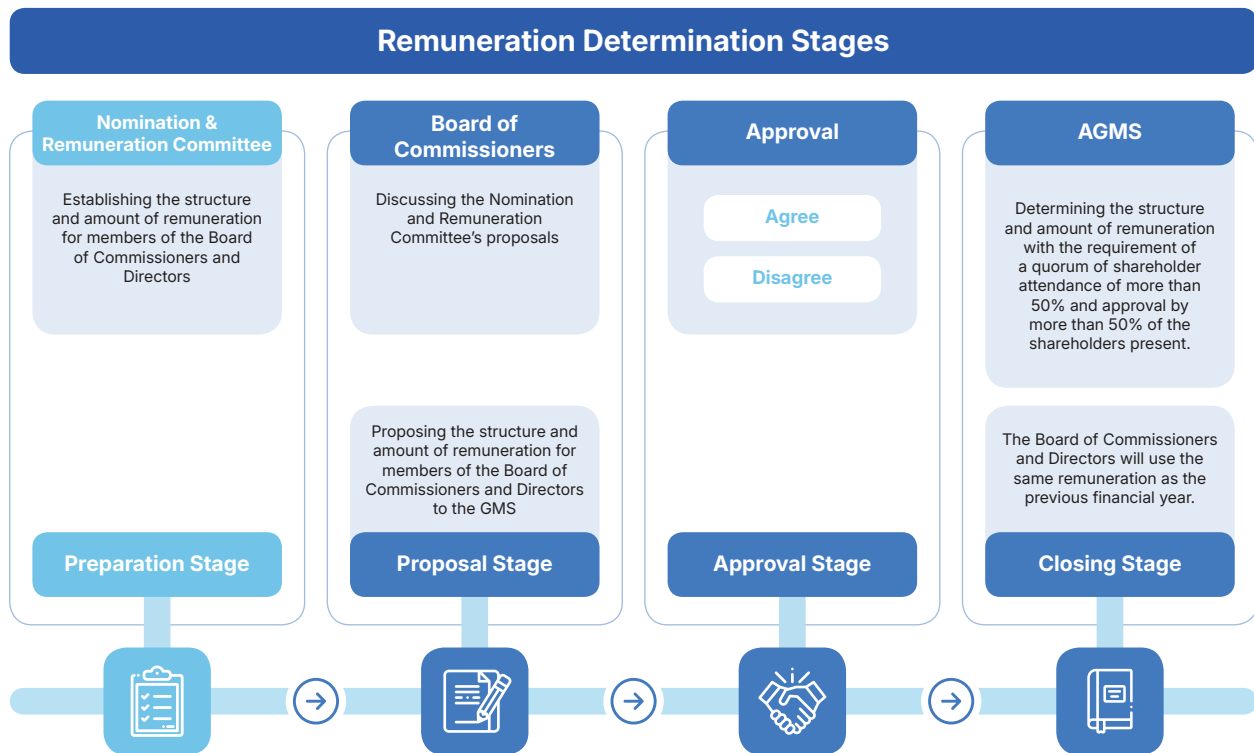 Remuneration Determination Stages
Nomination &
Remuneration Committee
Establishing the structure
and amount of remuneration
for members of the Board
of Commissioners and
Directors
Preparation Stage
Board of
Commissioners
Discussing the Nomination
and Remuneration
Committee’s proposals
Proposing the structure and
amount of remuneration for
members of the Board of
Commissioners and Directors
to the GMS
Proposal Stage
Approval
Agree
Disagree
Approval Stage
AGMS
Determining the structure
and amount of remuneration
with the requirement of
a quorum of shareholder
attendance of more than
50% and approval by
more than 50% of the
shareholders present.
The Board of Commissioners
and Directors will use the
same remuneration as the
previous financial year.
Closing Stage